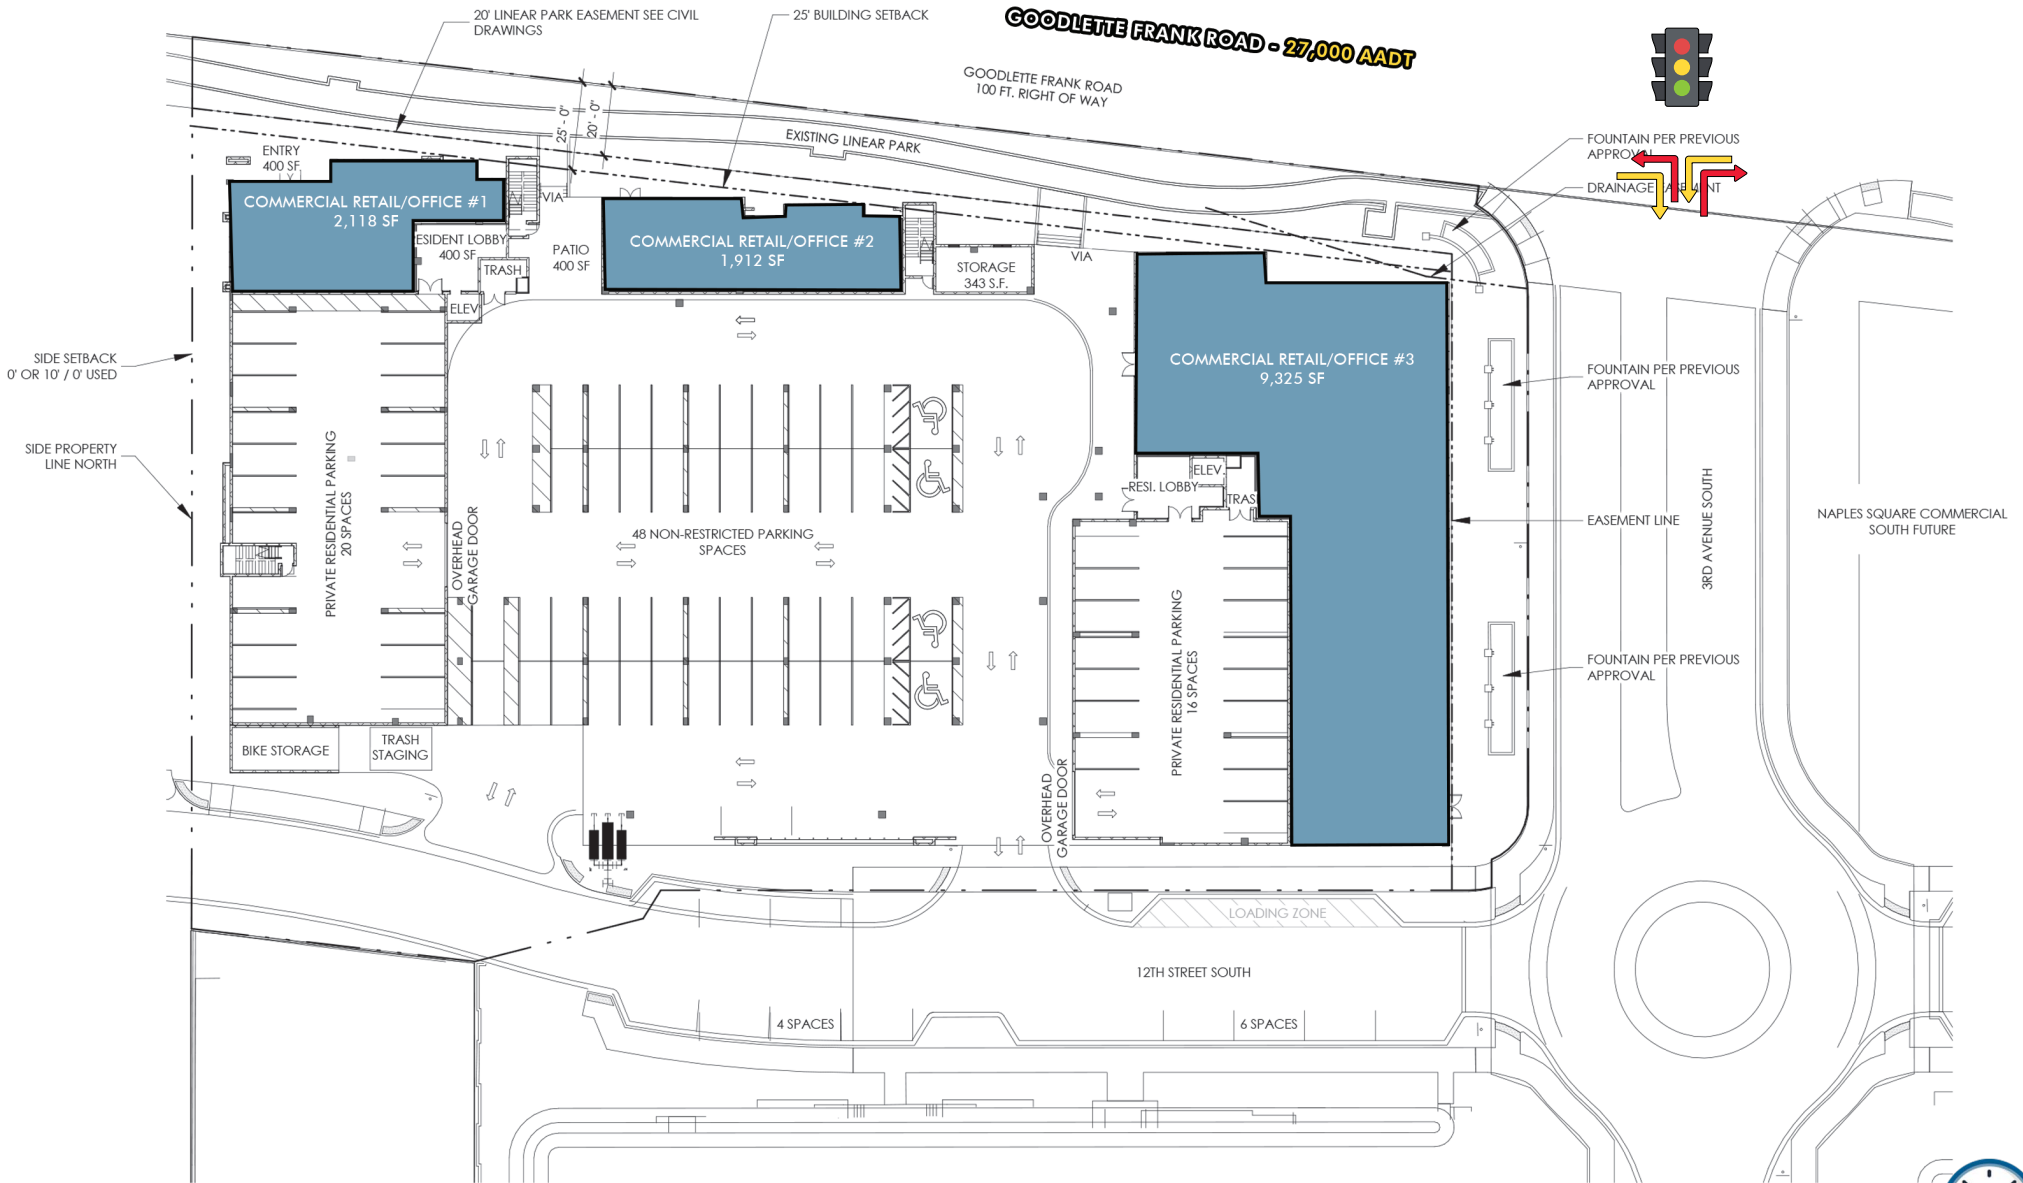 20' LINEAR PARK EASEMENT SEE CIVIL
DRAWINGS
25' BUILDING SETBACK
GOODLETTE FRANK ROAD - 27,000 AADT
GOODLETTE FRANK ROAD
100 FT. RIGHT OF WAY
25' - 0"
20' - 0"
EXISTING LINEAR PARK
FOUNTAIN PER PREVIOUS
APPROVAL
DRAINAGE EASEMENT
ENTRY
400 SF
COMMERCIAL RETAIL/OFFICE #1
2,118 SF
VIA
ESIDENT LOBBY
400 SF
TRASH
ELEV
PATIO
400 SF
COMMERCIAL RETAIL/OFFICE #2
1,912 SF
STORAGE
343 S.F.
VIA
COMMERCIAL RETAIL/OFFICE #3
9,325 SF
SIDE SETBACK
0' OR 10' / 0' USED
SIDE PROPERTY
LINE NORTH
PRIVATE RESIDENTIAL PARKING
20 SPACES
OVERHEAD
GARAGE DOOR
48 NON-RESTRICTED PARKING
SPACES
ELEV.
RESI. LOBBY
TRAS
FOUNTAIN PER PREVIOUS
APPROVAL
EASEMENT LINE
3RD AVENUE SOUTH
NAPLES SQUARE COMMERCIAL
SOUTH FUTURE
PRIVATE RESIDENTIAL PARKING
16 SPACES
FOUNTAIN PER PREVIOUS
APPROVAL
BIKE STORAGE
TRASH
STAGING
OVERHEAD
GARAGE DOOR
LOADING ZONE
12TH STREET SOUTH
4 SPACES
6 SPACES